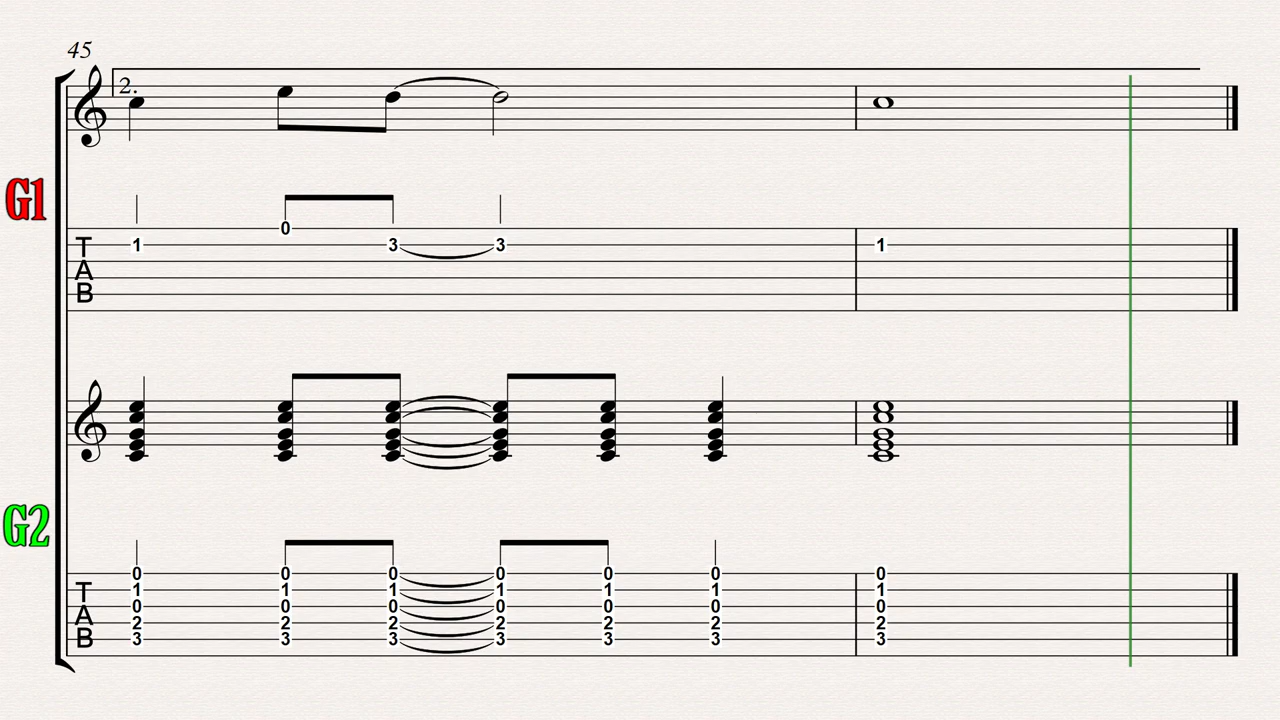 45
2.
G1
0
T 1 3 3 1
A
B
G2
0 0 0 0 0 0 0
T 1 1 1 1 1 1 1
0 0 0 0 0 0 0
A 2 2 2 2 2 2 2
B 3 3 3 3 3 3 3